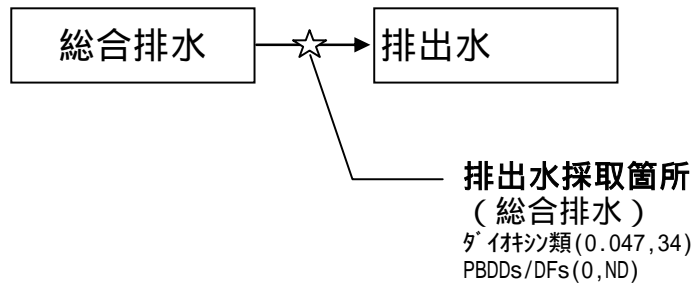 総合排水
排出水
排出水採取箇所
（総合排水）
ﾀﾞｲｵｷｼﾝ類(0.047,34)
PBDDs/DFs(0,ND)